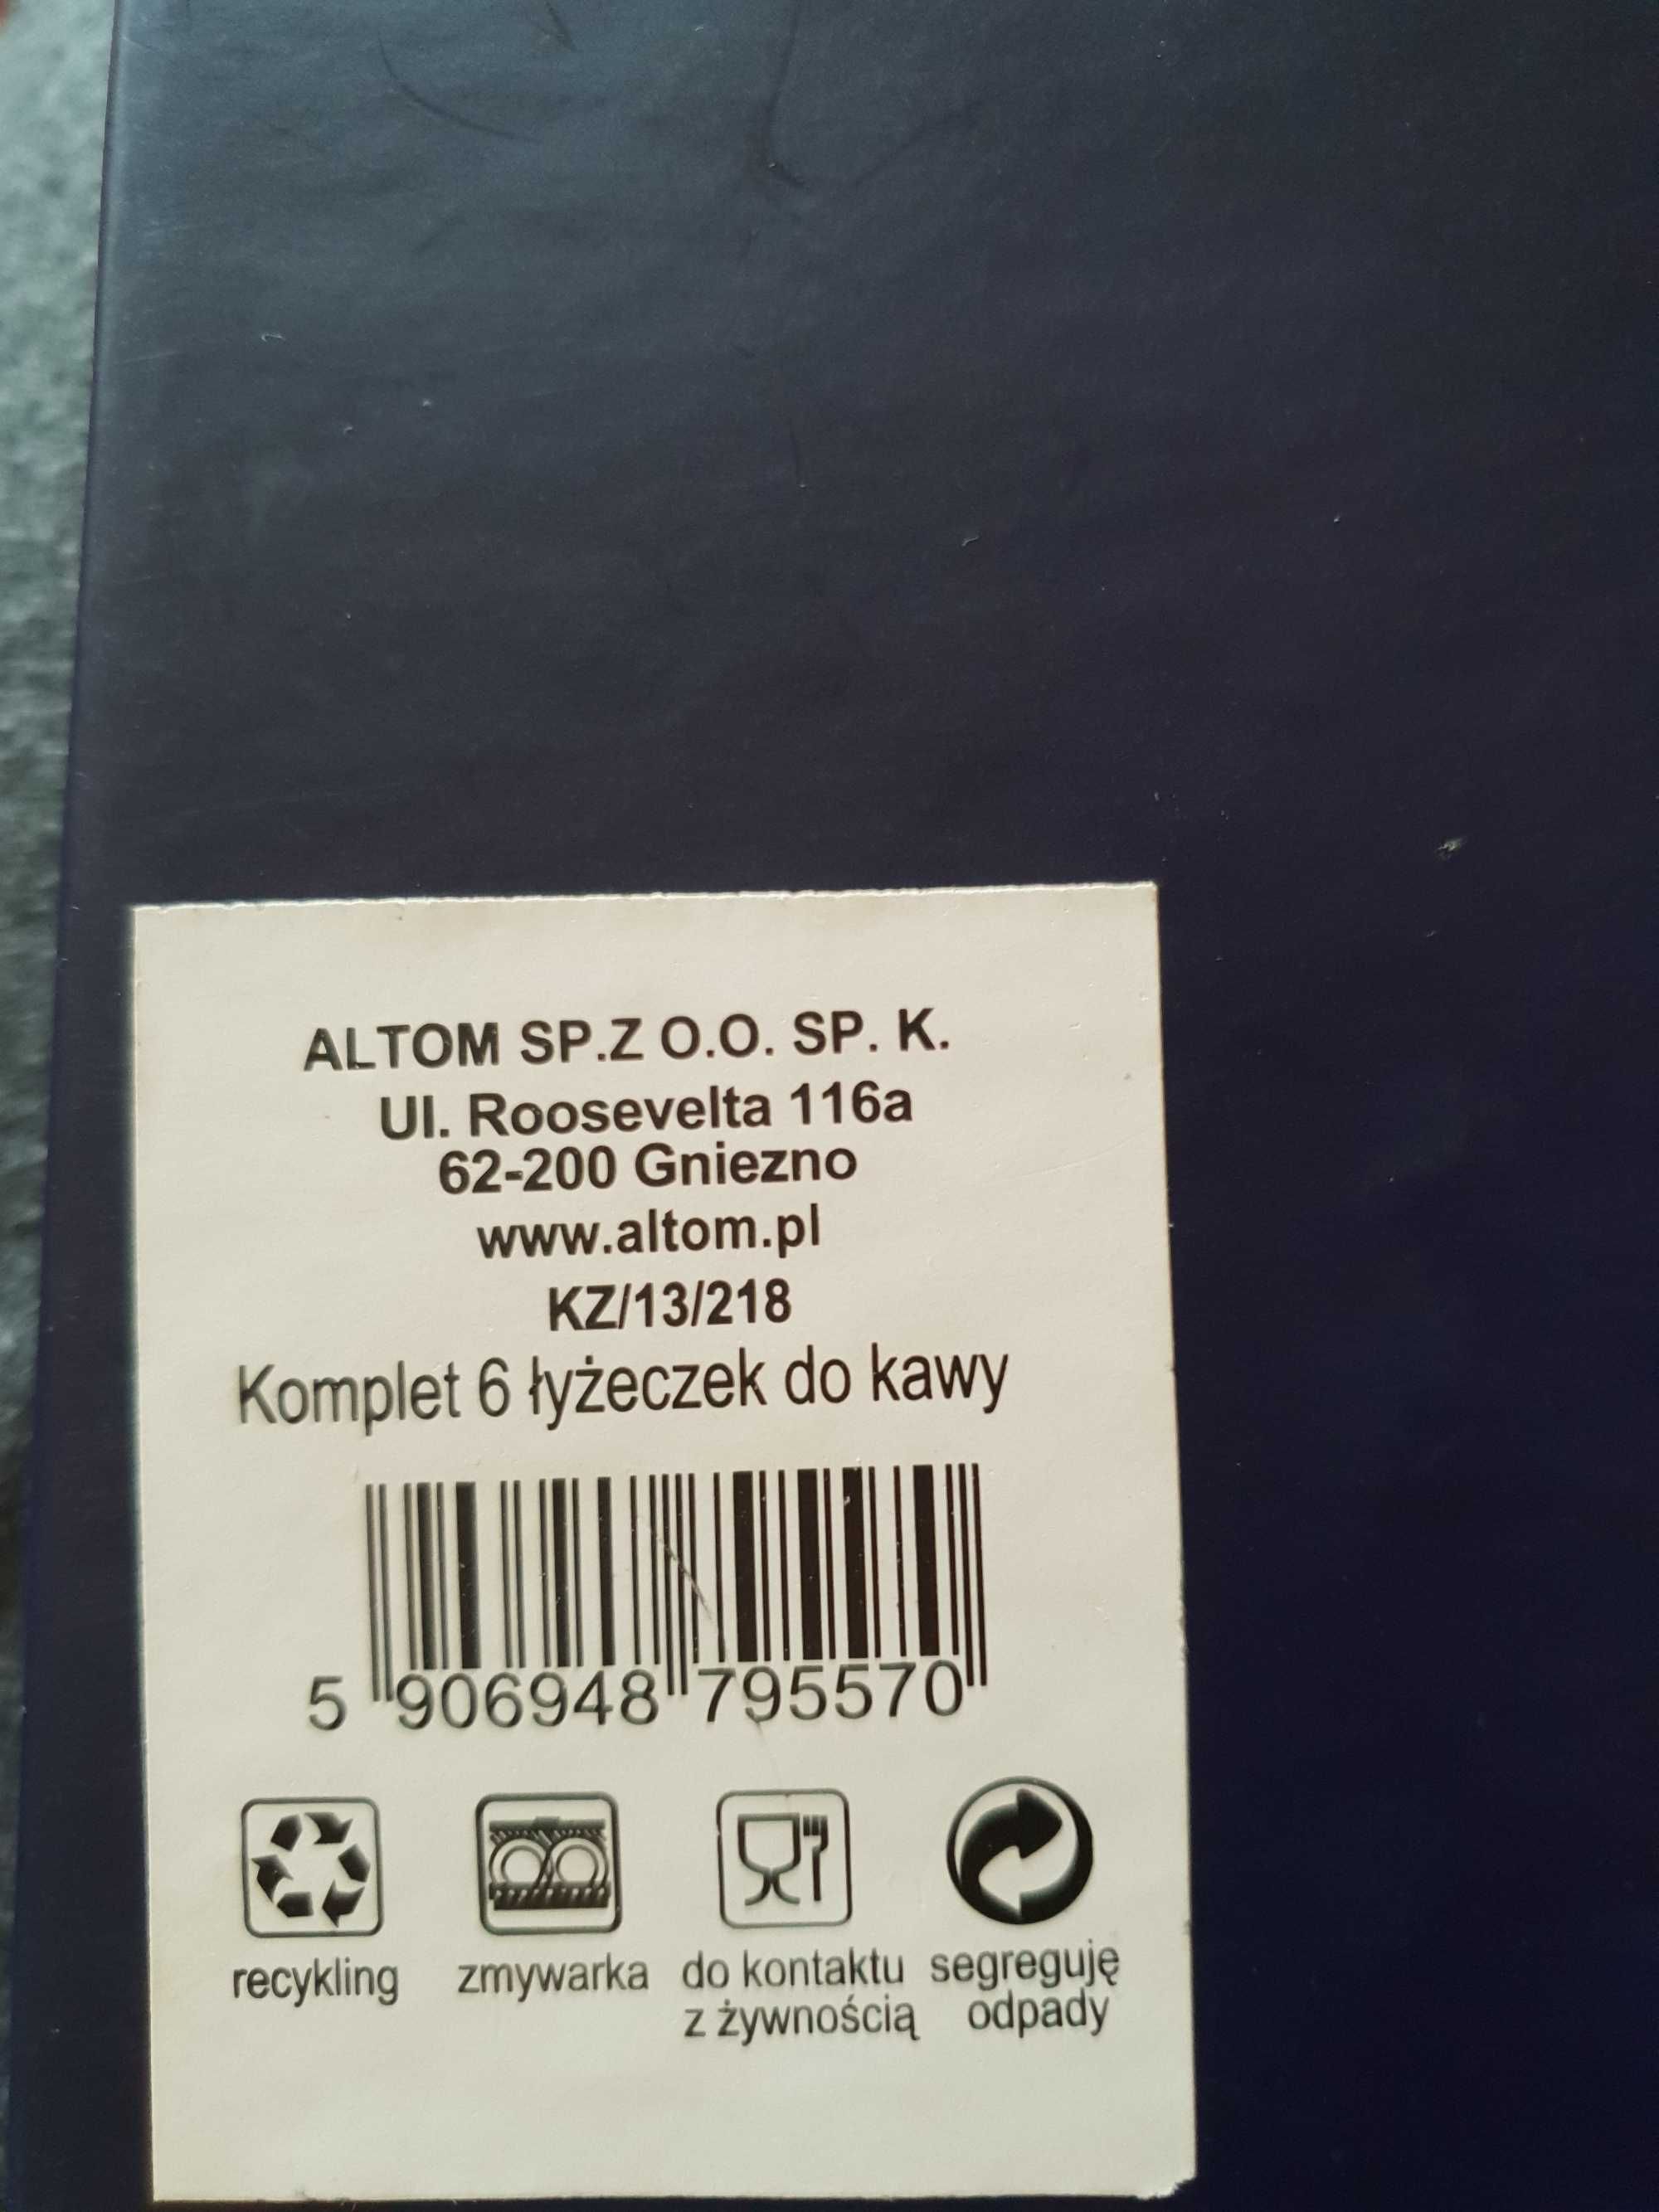 ALTOM SP.Z O.O. SP. K.
Ul. Roosevelta 116a
62-200 Gniezno
www.altom.pl
KZ/13/218
Komplet 6 łyżeczek do kawy
5 906948 795570
recykling zmywarka do kontaktu segreguję
z żywnością odpady